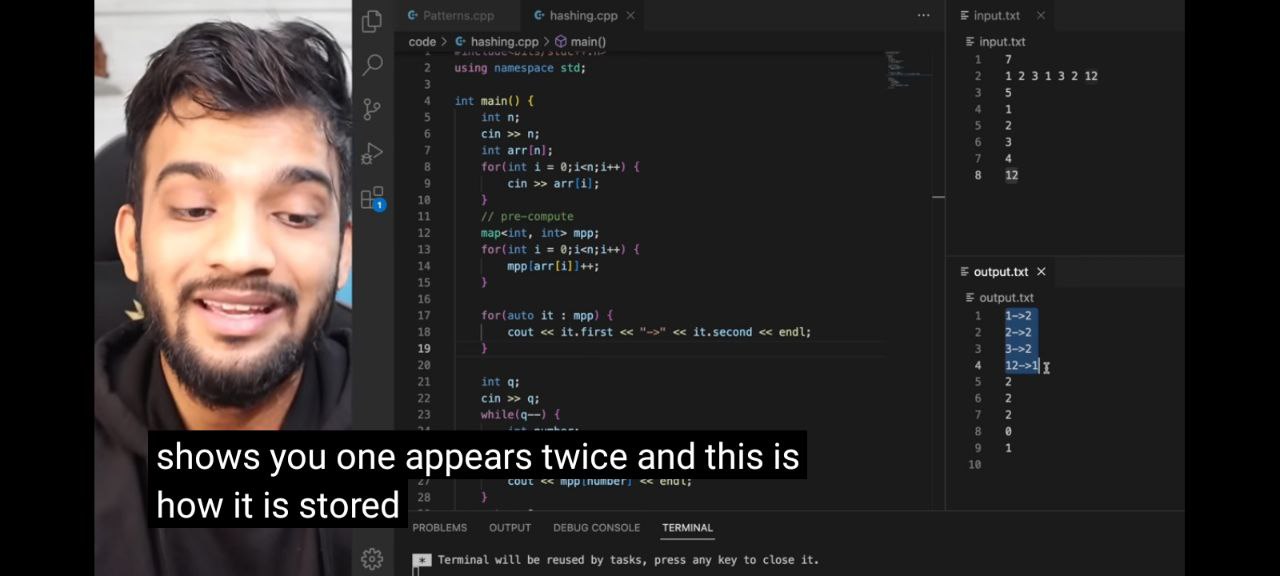 Patterns.cpp
hashing.cpp
code > hashing.cpp > main()
1 #include<bits/stdc++.h>
2 using namespace std;
3
4 int main() {
5 int n;
6 cin >> n;
7 int arr[n];
8 for(int i = 0;i<n;i++) {
9 cin >> arr[i];
10 }
11 // pre-compute
12 map<int, int> mpp;
13 for(int i = 0;i<n;i++) {
14 mpp[arr[i]]++;
15 }
16
17 for(auto it : mpp) {
18 cout << it.first << "->" << it.second << endl;
19 }
20
21 int q;
22 cin >> q;
23 while(q--) {
24 int number;
27 cout << mpp[number] << endl;
28 }
input.txt
input.txt
1 7
2 1 2 3 1 3 2 12
3 5
4 1
5 2
6 3
7 4
8 12
output.txt
output.txt
1 1->2
2 2->2
3 3->2
4 12->1
5 2
6 2
7 2
8 0
9 1
10
1
shows you one appears twice and this is
how it is stored
PROBLEMS OUTPUT DEBUG CONSOLE TERMINAL
* Terminal will be reused by tasks, press any key to close it.